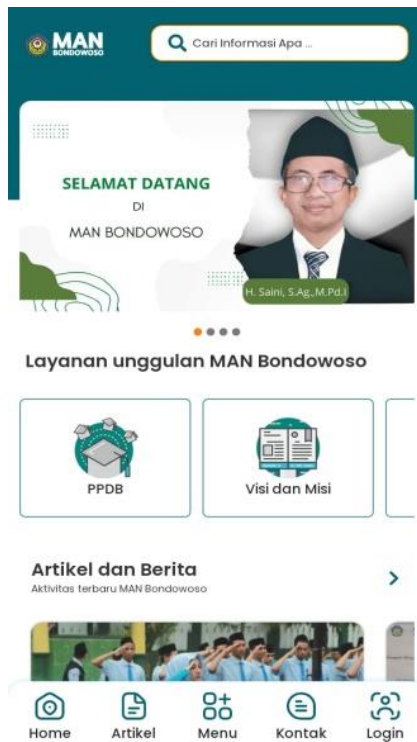 MAN
BONDOWOSO
Cari Informasi Apa ...
SELAMAT DATANG
DI
MAN BONDOWOSO
H. Saini, S.Ag.,M.Pd.I
Layanan unggulan MAN Bondowoso
PPDB
Visi dan Misi
Artikel dan Berita
Aktivitas terbaru MAN Bondowoso
Home
Artikel
Menu
Kontak
Login